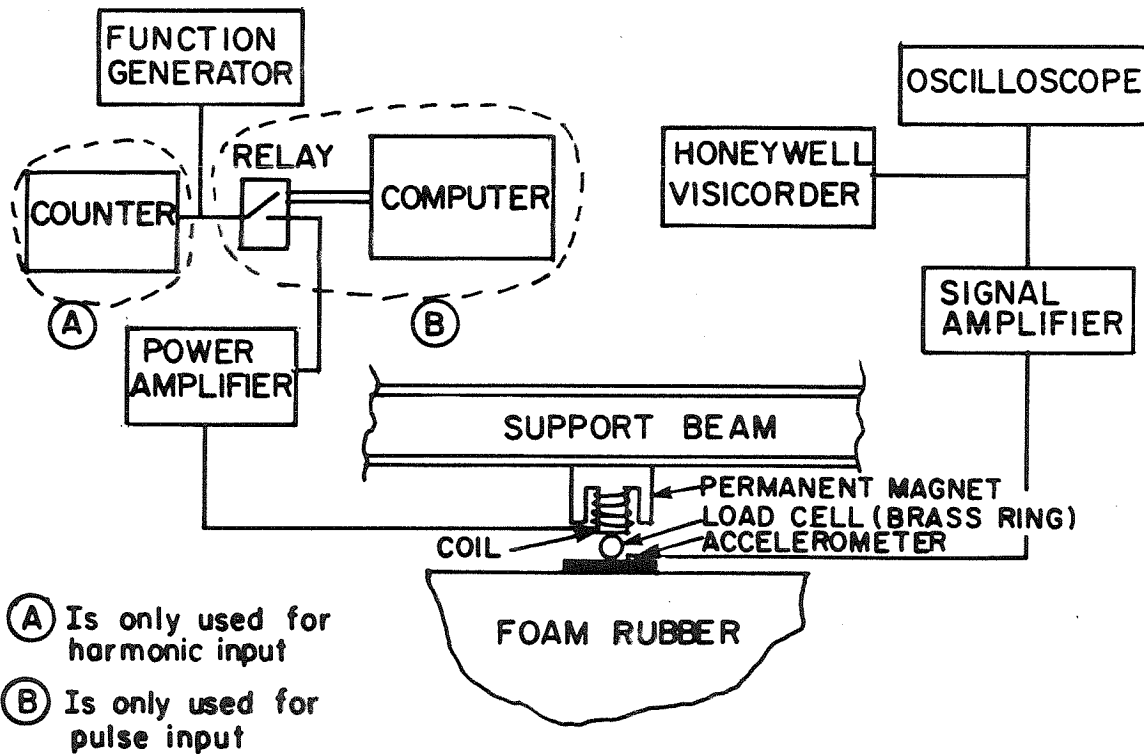 FUNCTION
GENERATOR
OSCILLOSCOPE
RELAY
HONEYWELL
VISICORDER
COUNTER
COMPUTER
SIGNAL
AMPLIFIER
A
B
POWER
AMPLIFIER
SUPPORT BEAM
PERMANENT MAGNET
LOAD CELL (BRASS RING)
COIL
ACCELEROMETER
FOAM RUBBER
A Is only used for
harmonic input
B Is only used for
pulse input